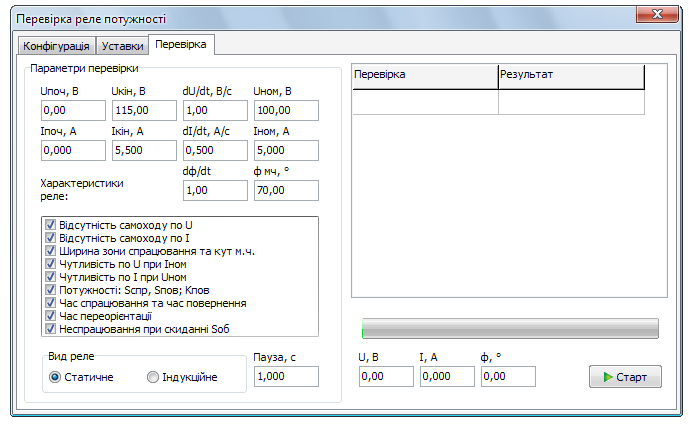 Перевірка реле потужності
Конфігурація Уставки Перевірка
Параметри перевірки
Uпоч, В Uкін, В dU/dt, В/с Uном, В
0,00 115,00 1,00 100,00
Iпоч, А Iкін, А dI/dt, А/с Iном, А
0,000 5,500 0,500 5,000
dф/dt ф мч, °
Характеристики реле:
1,00 70,00
Відсутність самоходу по U
Відсутність самоходу по I
Ширина зони спрацювання та кут м.ч.
Чутливість по U при Iном
Чутливість по I при Uном
Потужності: Sспр, Sпов; Kпов
Час спрацювання та час повернення
Час переорієнтації
Неспрацювання при скиданні Sоб
Вид реле
Статичне Індукційне
Пауза, с
1,000
Перевірка Результат
U, В I, А ф, °
0,00 0,000 0,00
Старт